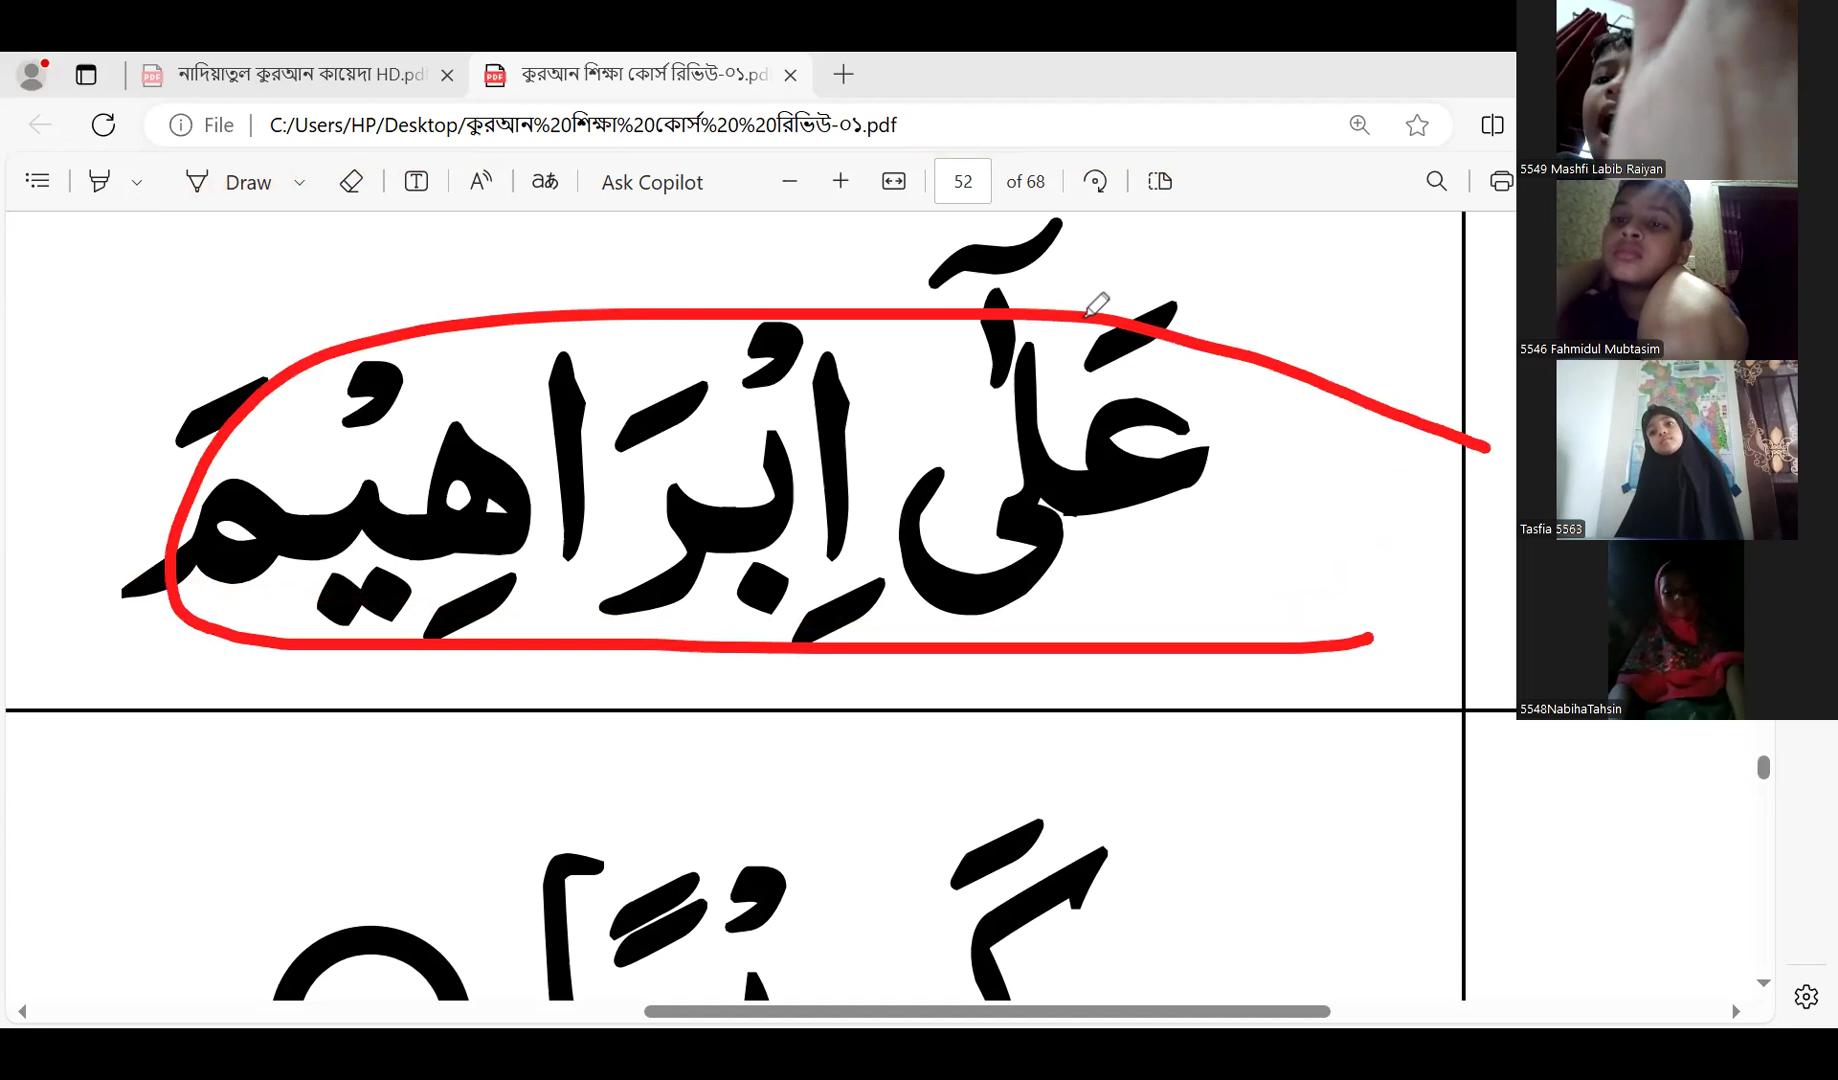 নাদিয়াতুল কুরআন কায়েদা HD.pdf
কুরআন শিক্ষা কোর্স রিভিউ-০১.pd
File
C:/Users/HP/Desktop/কুরআন%20শিক্ষা%20কোর্স%20%20রিভিউ-০১.pdf
Draw
Ask Copilot
52 of 68
عَلٰٓى اِبْرَاهِيْمَ
5549 Mashfi Labib Raiyan
5546 Fahmidul Mubtasim
Tasfia 5563
5548NabihaTahsin